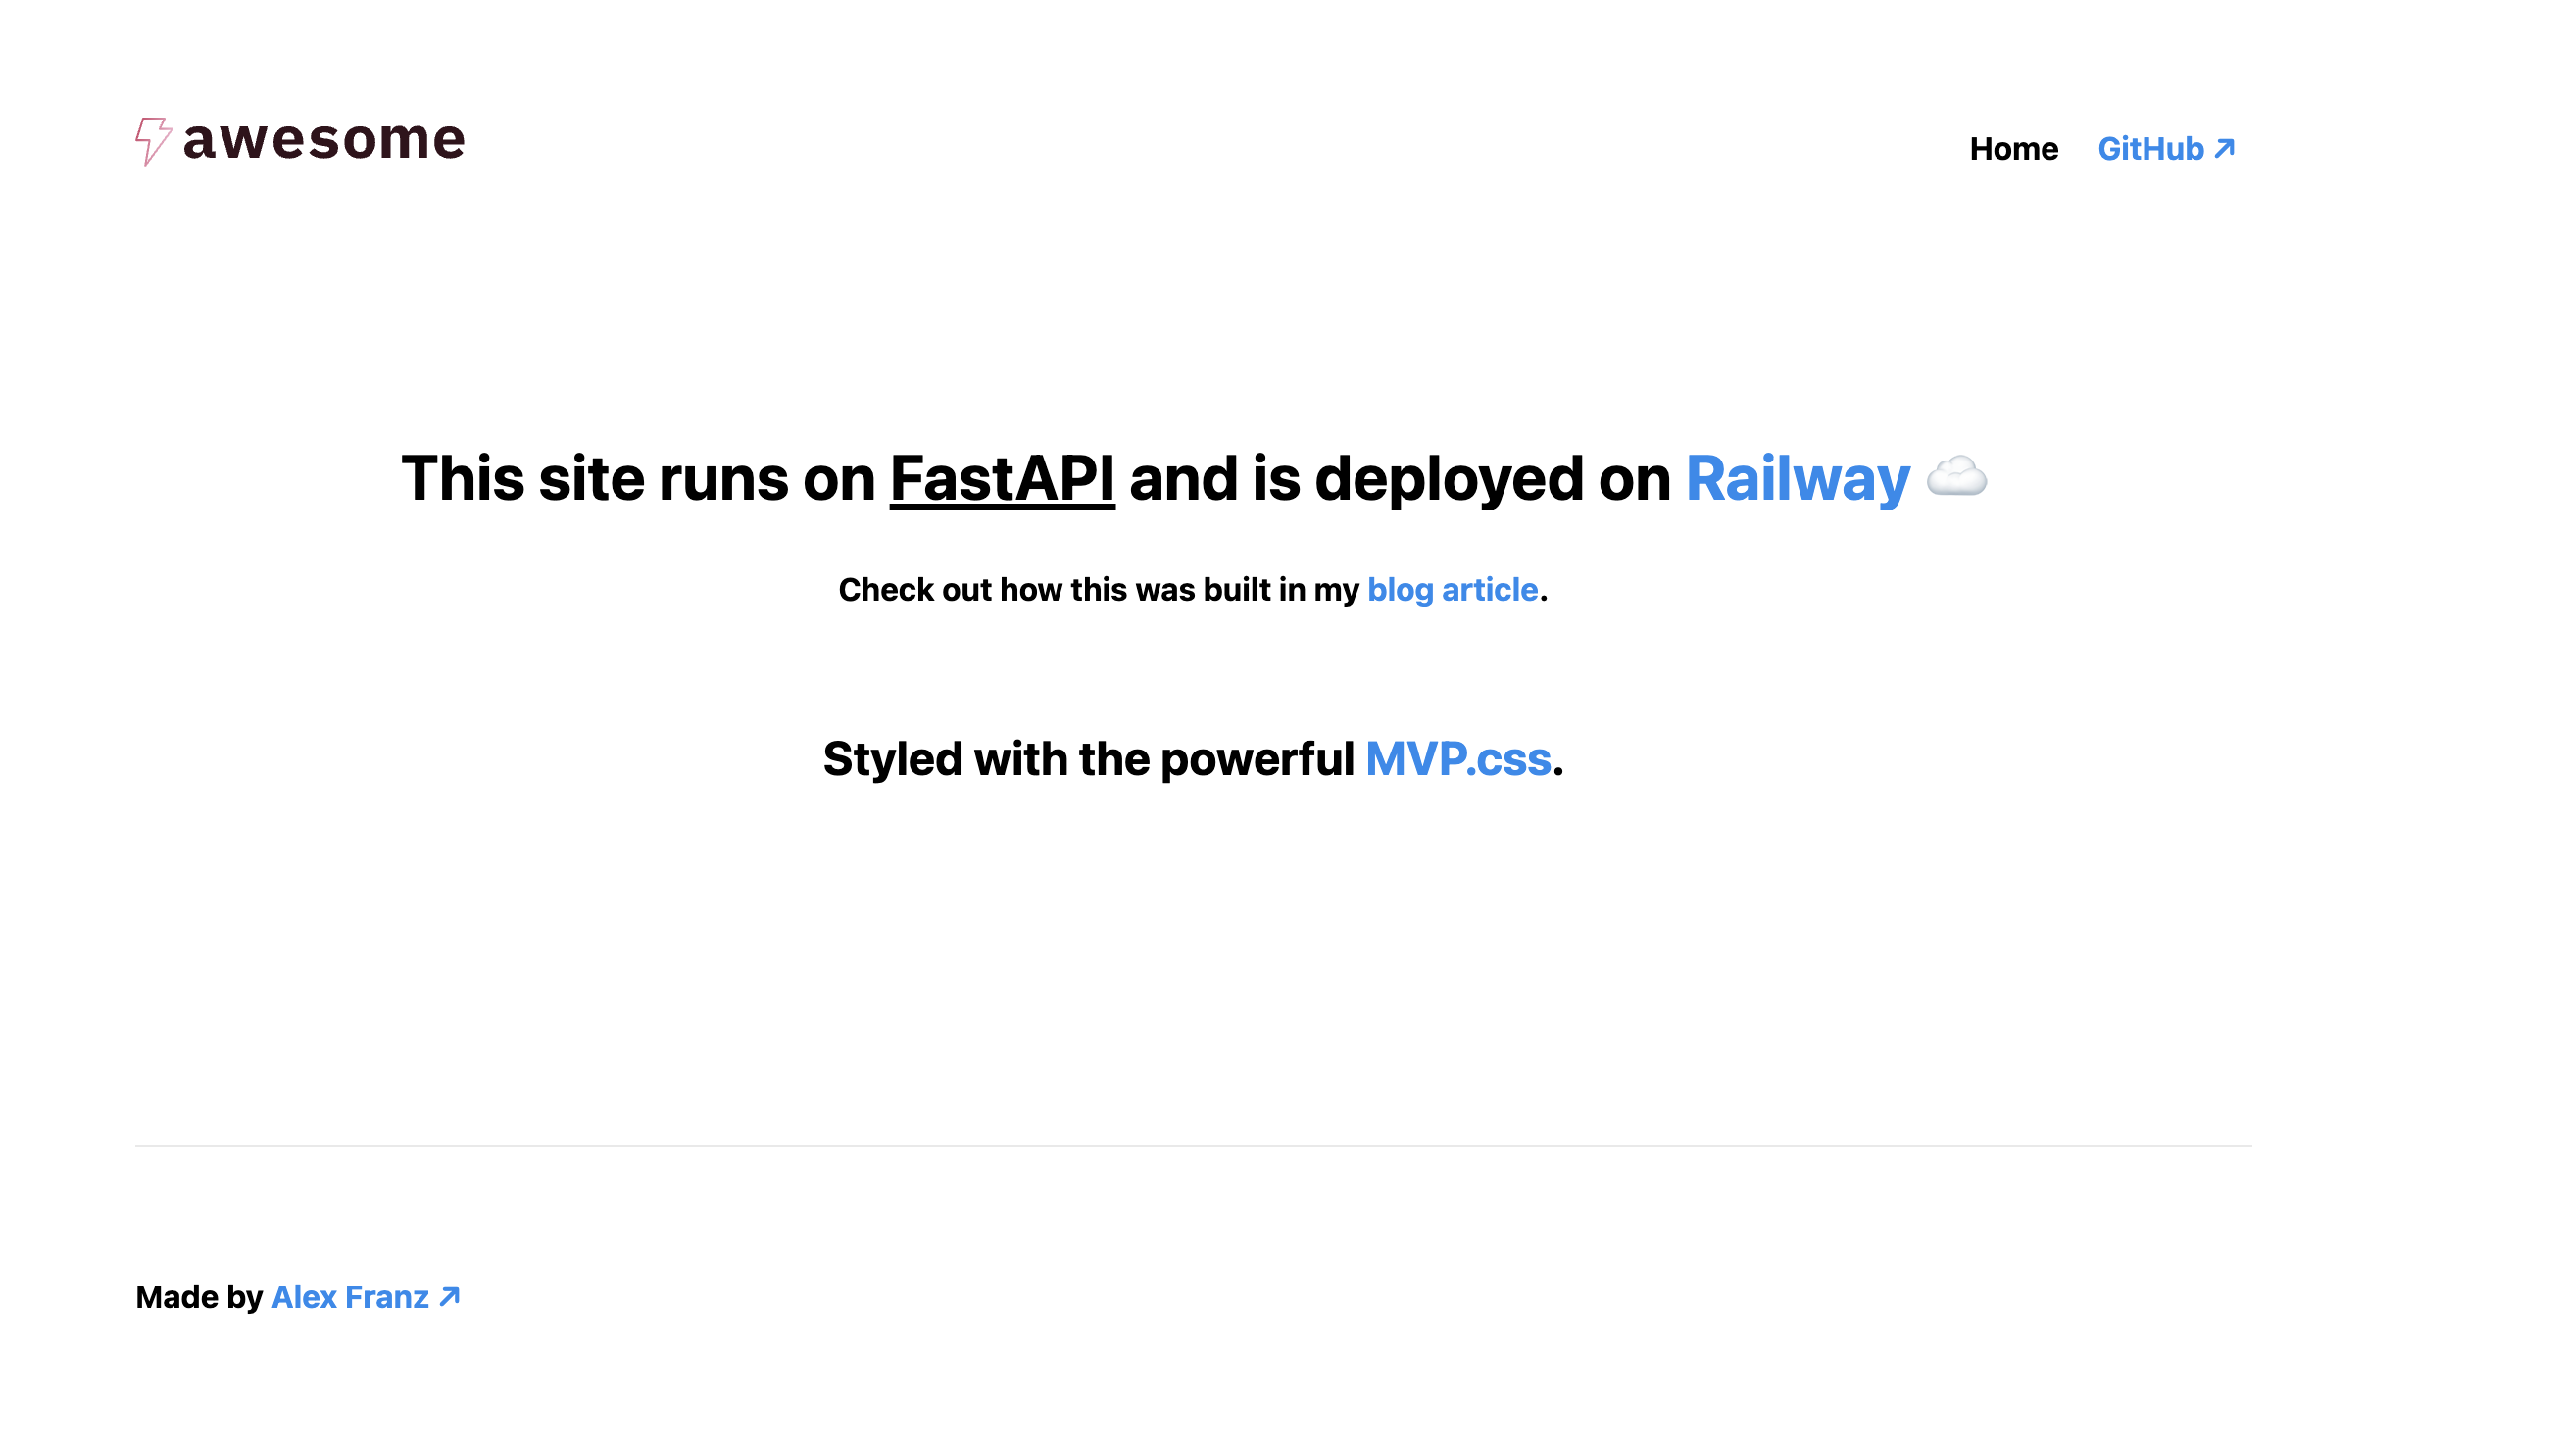 awesome
Home GitHub ↗
This site runs on FastAPI and is deployed on Railway ☁️
Check out how this was built in my blog article.
Styled with the powerful MVP.css.
Made by Alex Franz ↗